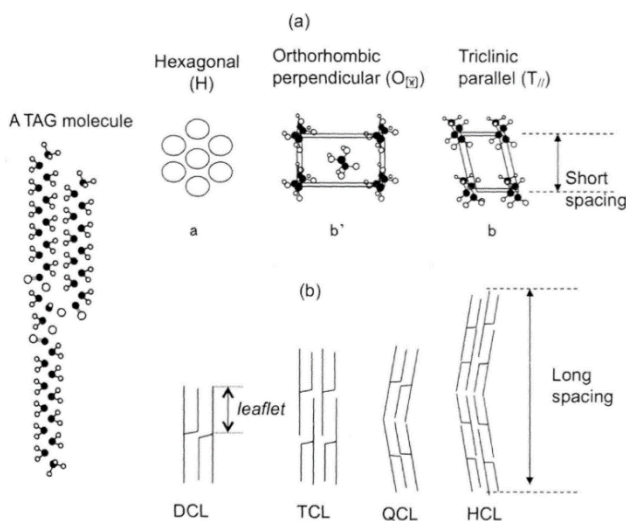 (a)
Hexagonal
(H)
Orthorhombic
perpendicular (O[x])
Triclinic
parallel (T//)
A TAG molecule
Short
spacing
a
b`
b
(b)
leaflet
Long
spacing
DCL
TCL
QCL
HCL